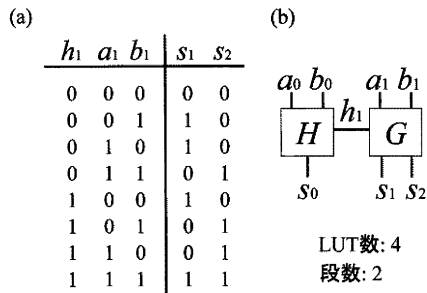 (a)
h1 a1 b1 s1 s2
0 0 0 0 0
0 0 1 1 0
0 1 0 1 0
0 1 1 0 1
1 0 0 1 0
1 0 1 0 1
1 1 0 0 1
1 1 1 1 1
(b)
a0 b0 a1 b1
h1
H G
s0 s1 s2
LUT数: 4
段数: 2